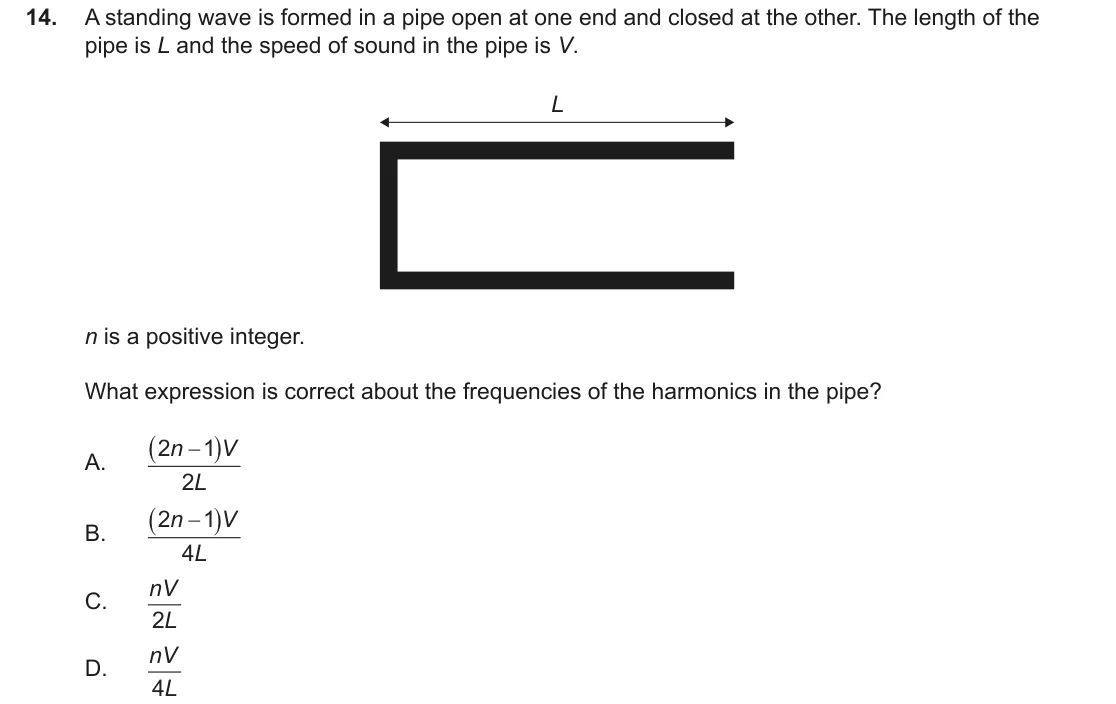 14. A standing wave is formed in a pipe open at one end and closed at the other. The length of the
pipe is L and the speed of sound in the pipe is V.
L
n is a positive integer.
What expression is correct about the frequencies of the harmonics in the pipe?
A. (2n – 1)V
2L
B. (2n – 1)V
4L
C. nV
2L
D. nV
4L